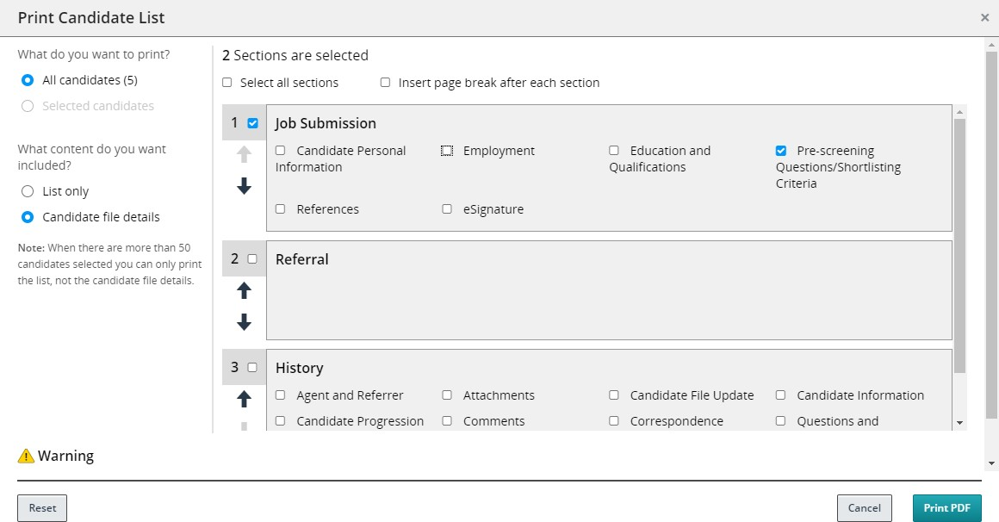 Print Candidate List
×
What do you want to print?
All candidates (5)
Selected candidates
What content do you want
included?
List only
Candidate file details
Note: When there are more than 50
candidates selected you can only print
the list, not the candidate file details.
2 Sections are selected
Select all sections
Insert page break after each section
1
Job Submission
Candidate Personal
Information
Employment
Education and
Qualifications
Pre-screening
Questions/Shortlisting
Criteria
References
eSignature
2
Referral
3
History
Agent and Referrer
Attachments
Candidate File Update
Candidate Information
Candidate Progression
Comments
Correspondence
Questions and
Warning
Reset
Cancel
Print PDF